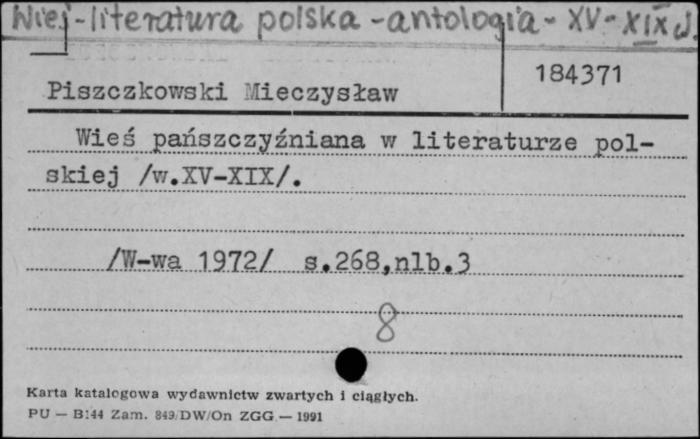 Wieś-literatura polska-antologia-XV-XIX w.
184371
Piszczkowski Mieczysław
Wieś pańszczyźniana w literaturze pol-
skiej /w.XV-XIX/.
/W-wa 1972/ s.268,nlb.3
8
Karta katalogowa wydawnictw zwartych i ciągłych.
PU — B:44 Zam. 849/DW/On ZGG — 1991